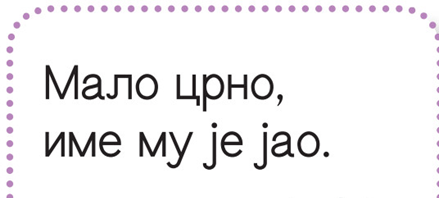 Мало црно,
име му је јао.